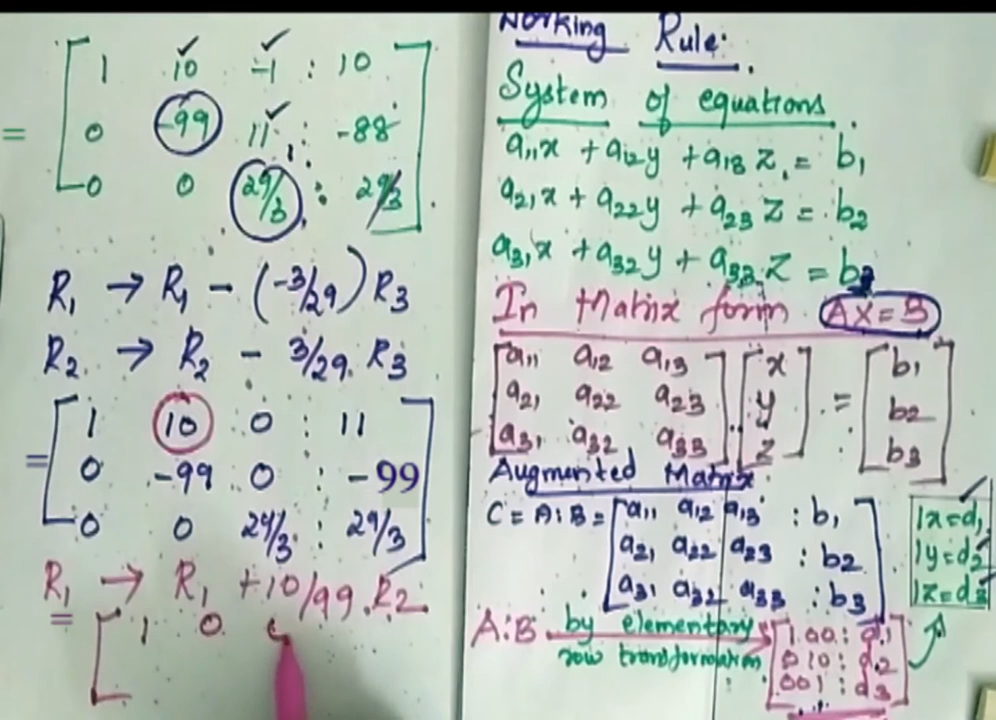 1 10 -1 : 10
= 0 -99 11 : -88
0 0 29/3 : 29/3
R₁ → R₁ - (-3/29) R₃
R₂ → R₂ - 3/29. R₃
1 10 0 : 11
= 0 -99 0 : -99
0 0 29/3 : 29/3
R₁ → R₁ + 10/99 . R₂
= 1 0
Working Rule:
System of equations.
a₁₁x + a₁₂y + a₁₃z = b₁
a₂₁x + a₂₂y + a₂₃z = b₂
a₃₁x + a₃₂y + a₃₃z = b₃
In Matrix form AX = B
a₁₁ a₁₂ a₁₃ x b₁
a₂₁ a₂₂ a₂₃ y = b₂
a₃₁ a₃₂ a₃₃ z b₃
Augmented Matrix
C = A:B = a₁₁ a₁₂ a₁₃ : b₁
a₂₁ a₂₂ a₂₃ : b₂
a₃₁ a₃₂ a₃₃ : b₃
x = d₁
y = d₂
z = d₃
A:B by elementary row transformation
1 0 0 : d₁
0 1 0 : d₂
0 0 1 : d₃